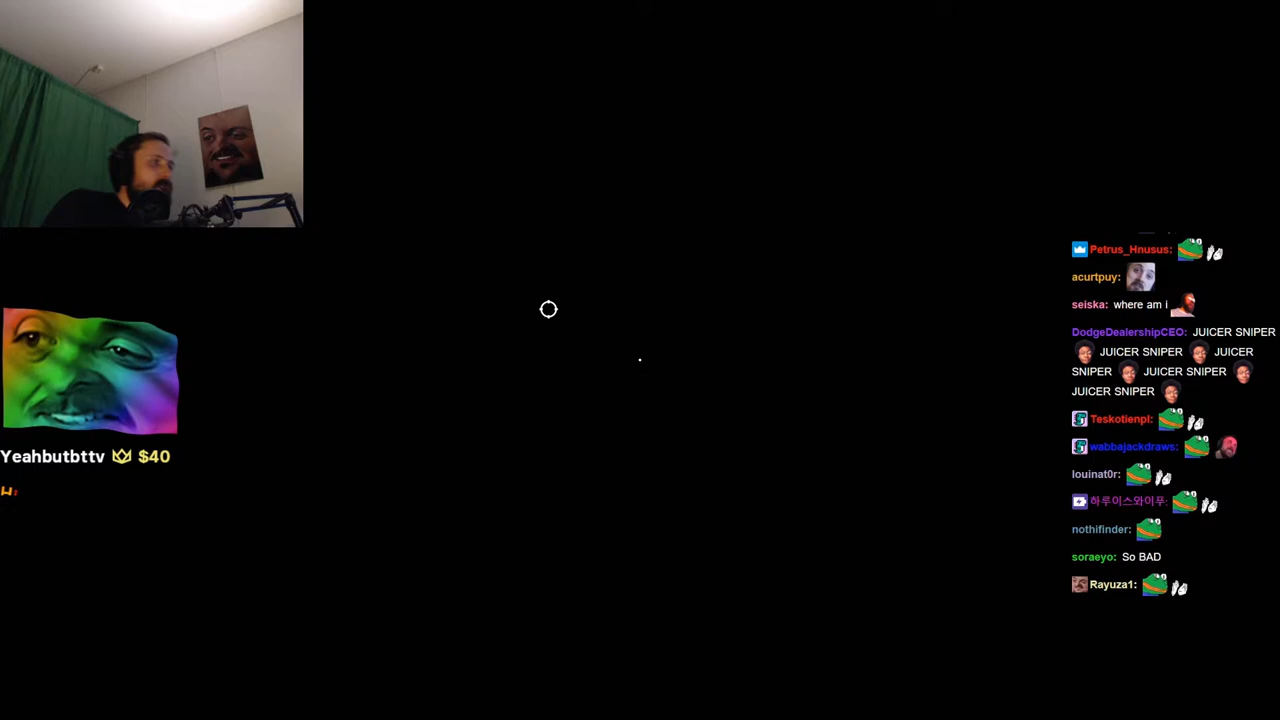 Petrus_Hnusus:
acurtpuy:
seiska: where am i
DodgeDealershipCEO: JUICER SNIPER
JUICER SNIPER JUICER
SNIPER JUICER SNIPER
JUICER SNIPER
Teskotienpl:
wabbajackdraws:
louinat0r:
하루이스와이푸:
nothifinder:
soraeyo: So BAD
Rayuza1:
Yeahbutbttv $40